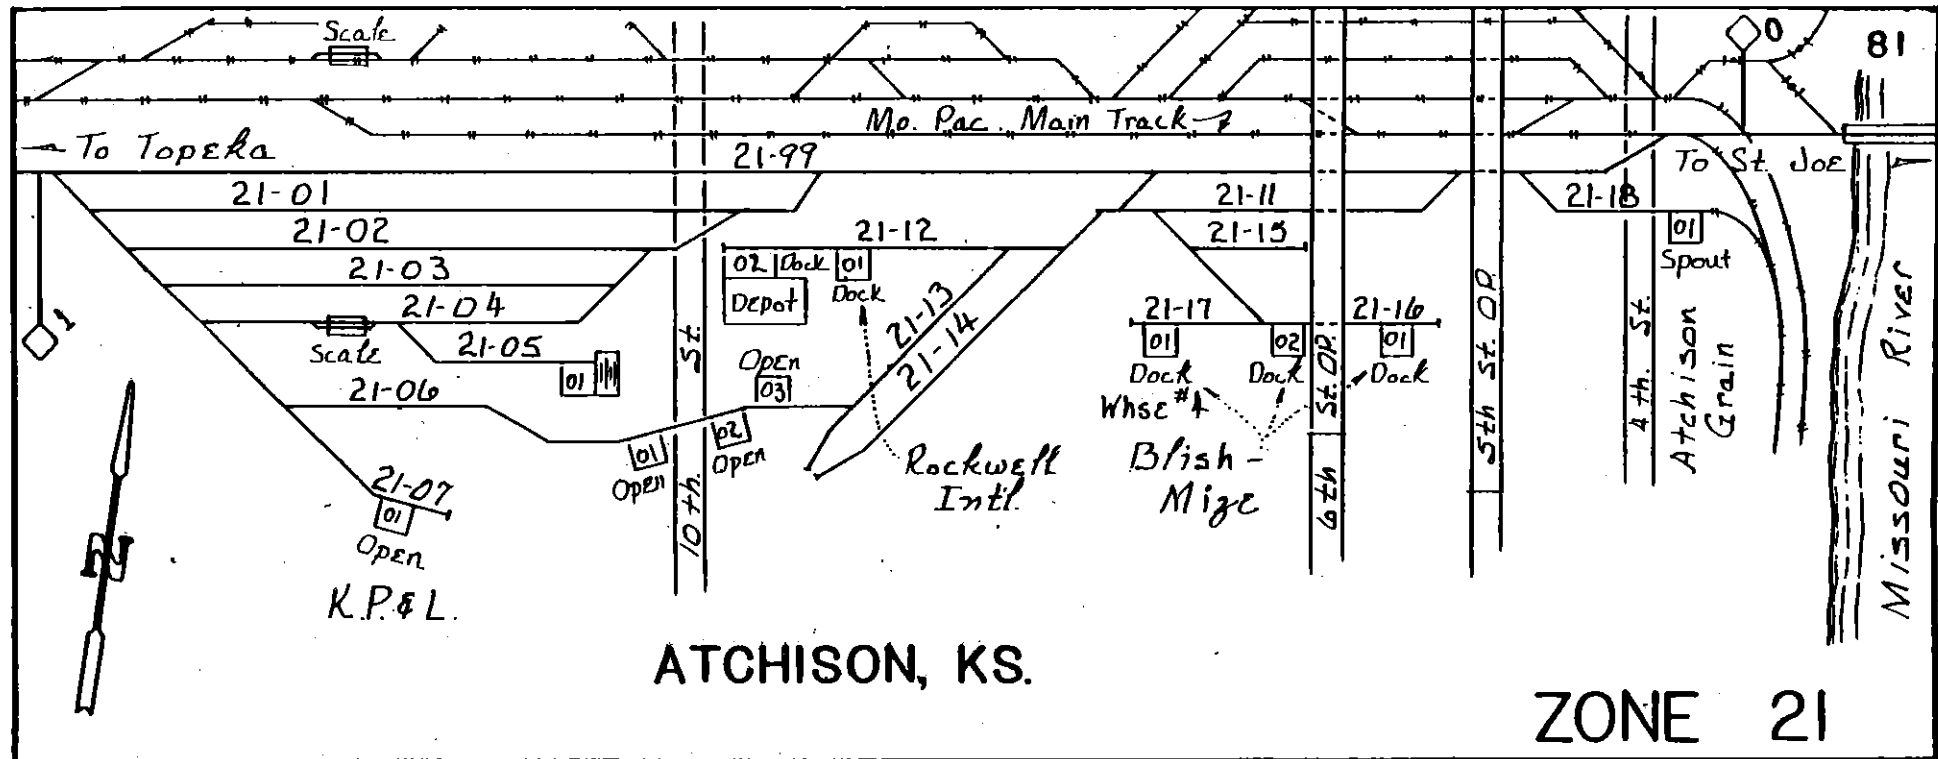 Scale
O
81
Mo. Pac. Main Track
To Topeka
21-99
To St. Joe
21-01
21-11
21-18
21-02
21-12
21-15
01
Spout
21-03
02 Dock 01
Dock
Depot
21-04
21-13
21-14
21-17
21-16
1
Scale
21-05
01
01
02
01
Dock
Dock
Dock
21-06
Open
03
Whse #4
Blish-
Mize
01
Open
02
Open
Rockwell
Intl.
21-07
01
Open
K.P.& L.
10th. St.
6th St. OP.
5th St. OP.
4th. St.
Atchison
Grain
Missouri River
N
ATCHISON, KS.
ZONE 21